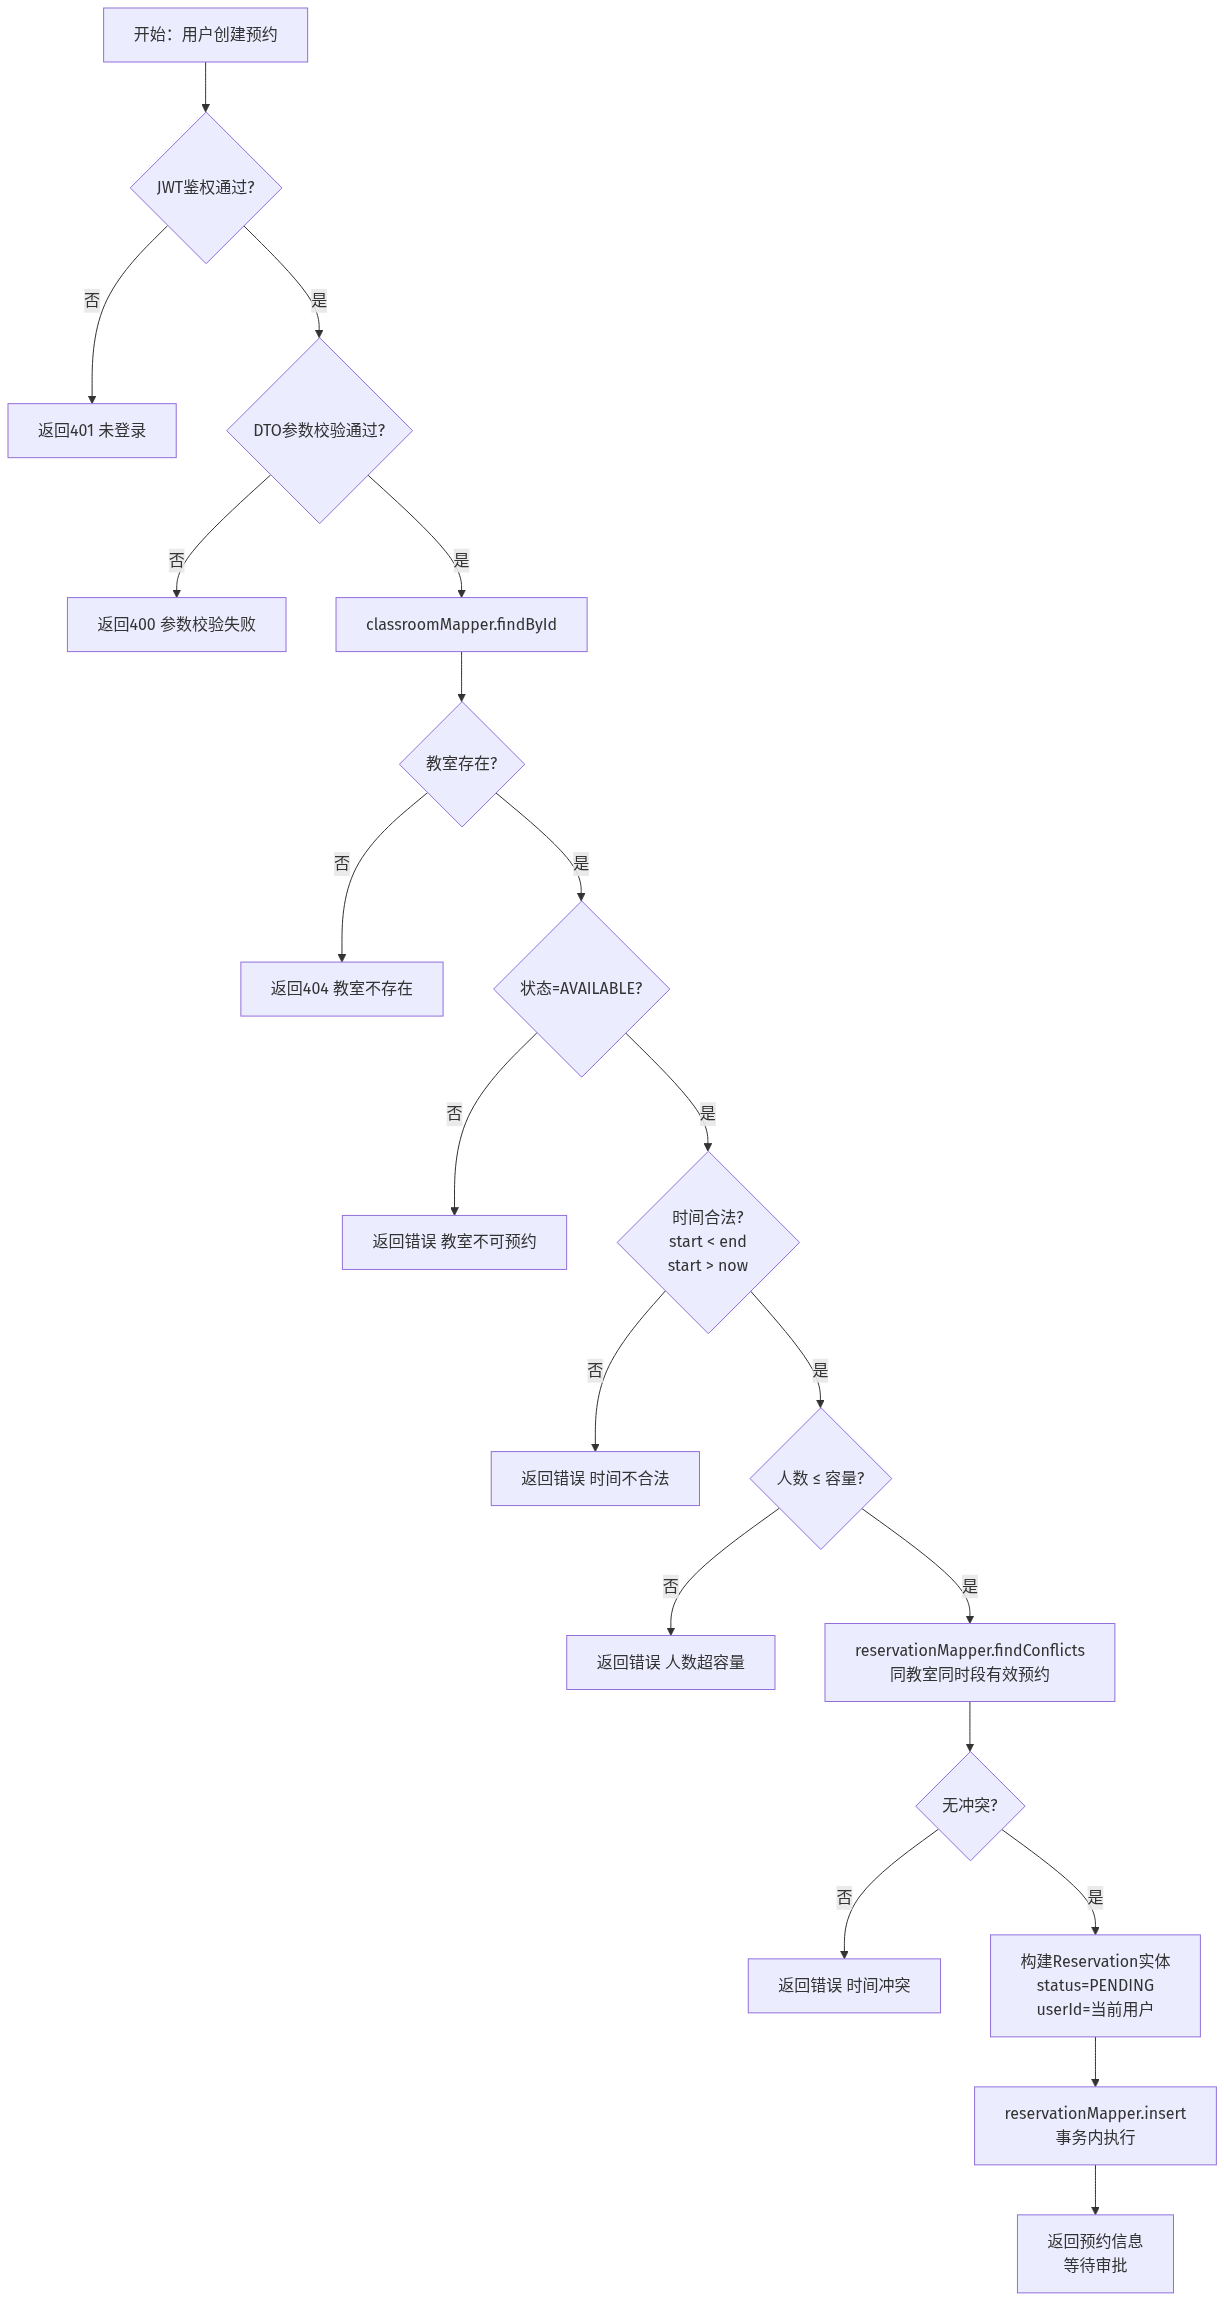 开始：用户创建预约
JWT鉴权通过?
否
是
返回401 未登录
DTO参数校验通过?
否
是
返回400 参数校验失败
classroomMapper.findById
教室存在?
否
是
返回404 教室不存在
状态=AVAILABLE?
否
是
返回错误 教室不可预约
时间合法?
start < end
start > now
否
是
返回错误 时间不合法
人数 ≤ 容量?
否
是
返回错误 人数超容量
reservationMapper.findConflicts
同教室同时段有效预约
无冲突?
否
是
返回错误 时间冲突
构建Reservation实体
status=PENDING
userId=当前用户
reservationMapper.insert
事务内执行
返回预约信息
等待审批